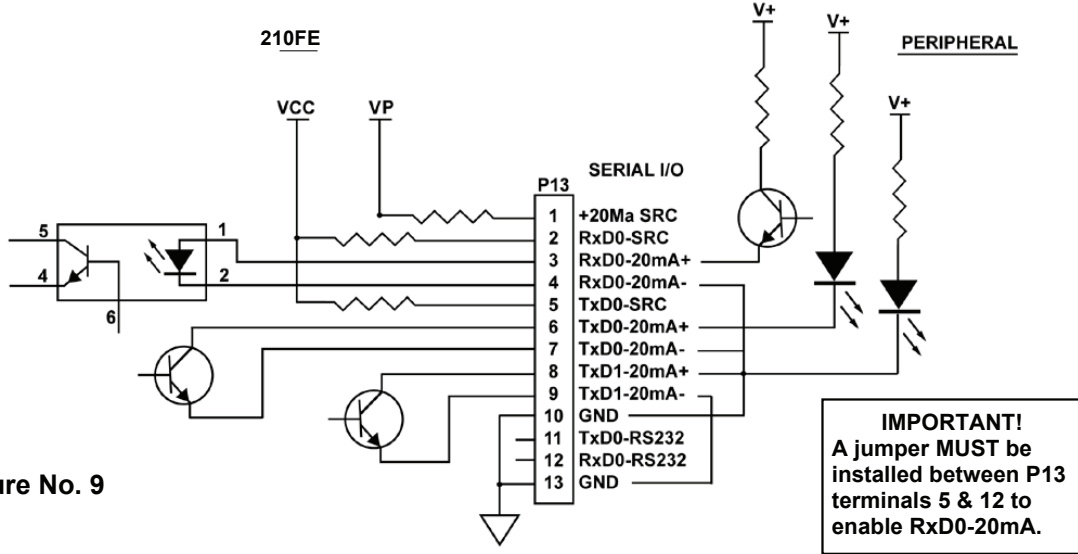 210FE
VCC
VP
5
4
6
1
2
V+
V+
V+
PERIPHERAL
SERIAL I/O
P13
1 +20Ma SRC
2 RxD0-SRC
3 RxD0-20mA+
4 RxD0-20mA-
5 TxD0-SRC
6 TxD0-20mA+
7 TxD0-20mA-
8 TxD1-20mA+
9 TxD1-20mA-
10 GND
11 TxD0-RS232
12 RxD0-RS232
13 GND
ure No. 9
IMPORTANT!
A jumper MUST be
installed between P13
terminals 5 & 12 to
enable RxD0-20mA.